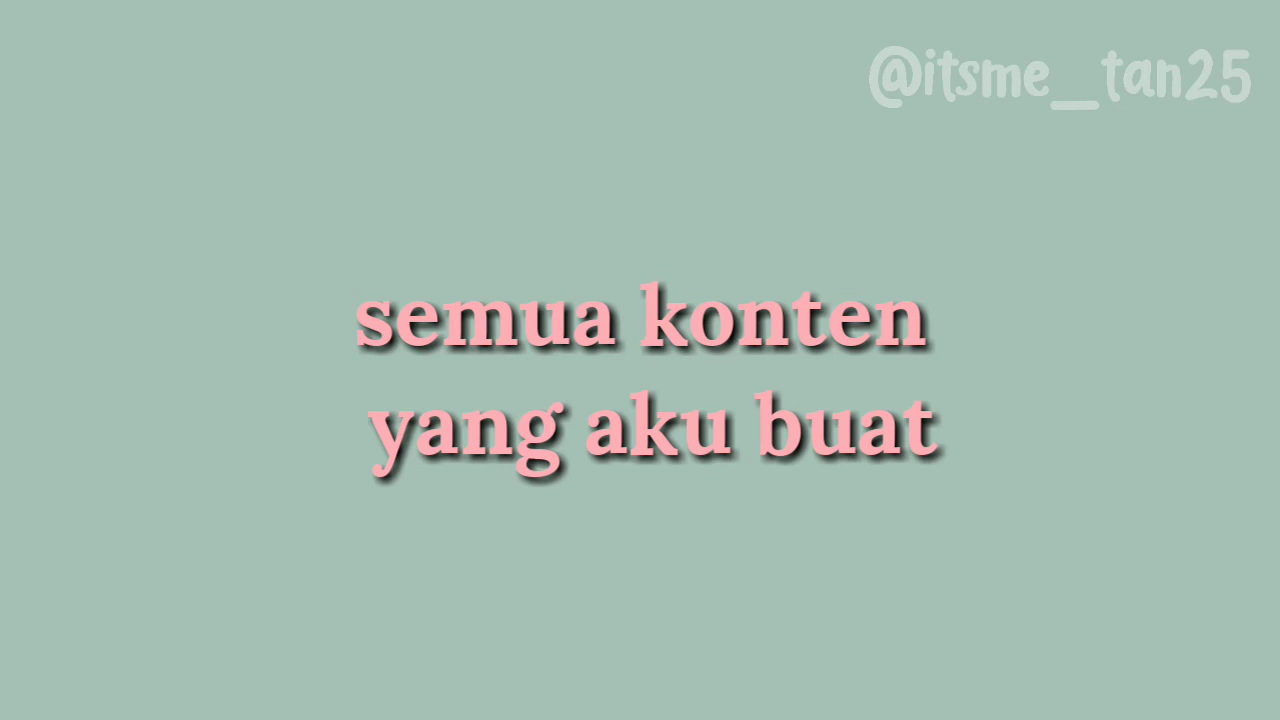 @itsme_tan25
semua konten
yang aku buat